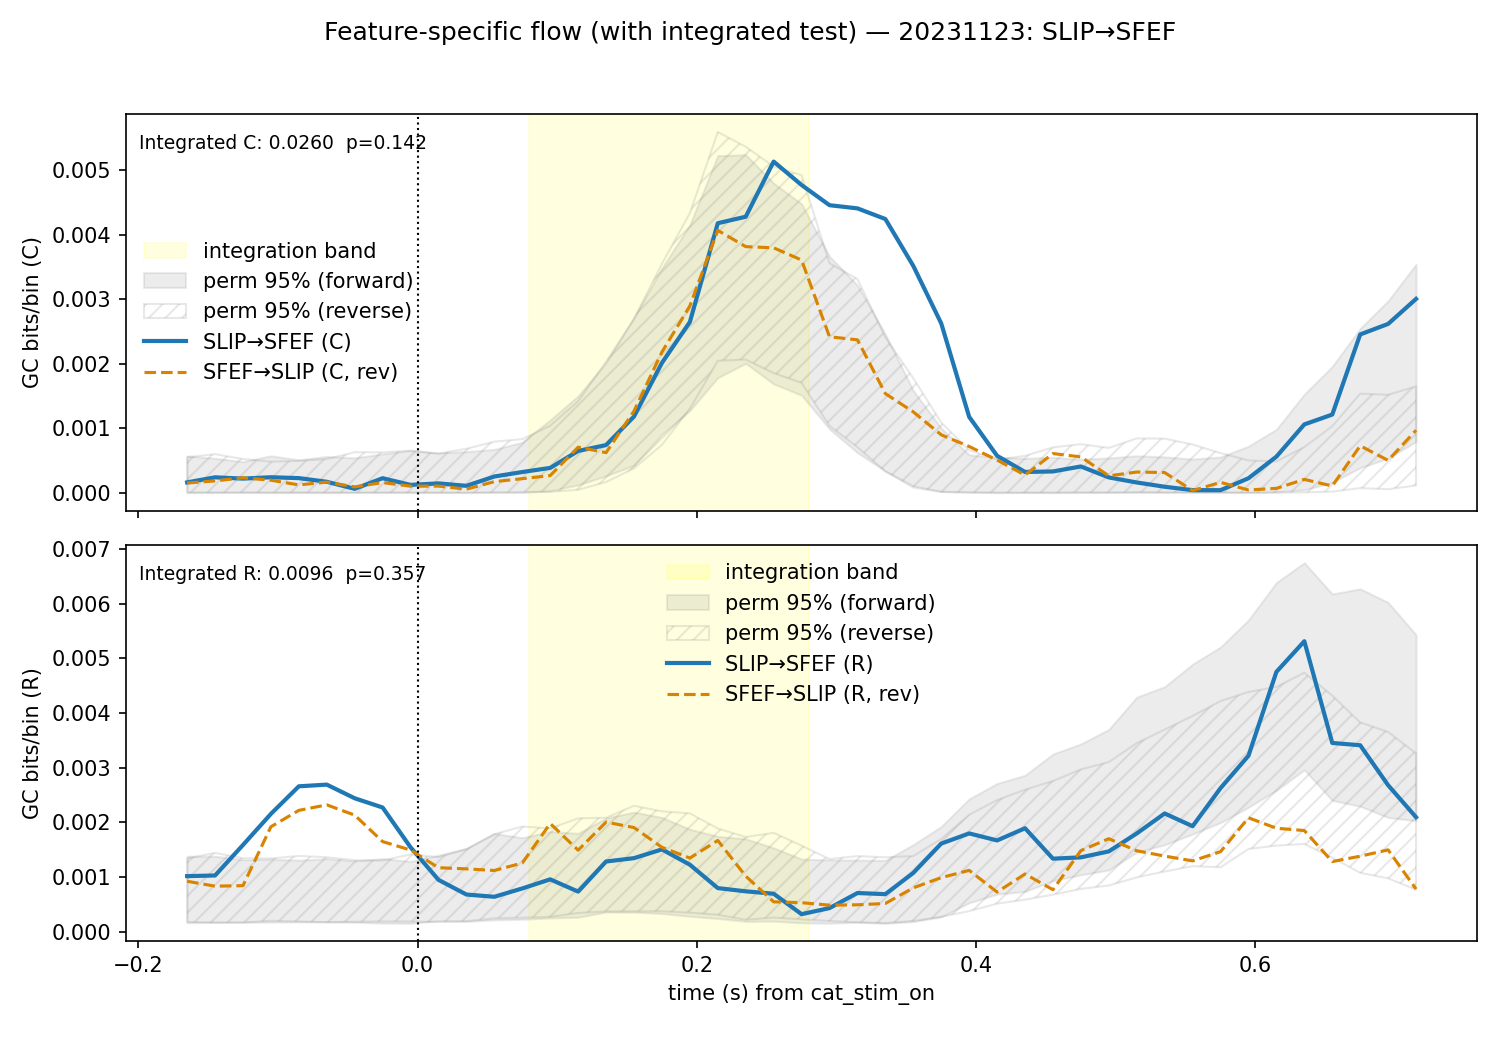 Feature-specific flow (with integrated test) — 20231123: SLIP→SFEF
Integrated C: 0.0260  p=0.142
GC bits/bin (C)
0.005
0.004
0.003
0.002
0.001
0.000
integration band
perm 95% (forward)
perm 95% (reverse)
SLIP→SFEF (C)
SFEF→SLIP (C, rev)
Integrated R: 0.0096  p=0.357
GC bits/bin (R)
0.007
0.006
0.005
0.004
0.003
0.002
0.001
0.000
integration band
perm 95% (forward)
perm 95% (reverse)
SLIP→SFEF (R)
SFEF→SLIP (R, rev)
−0.2 0.0 0.2 0.4 0.6
time (s) from cat_stim_on